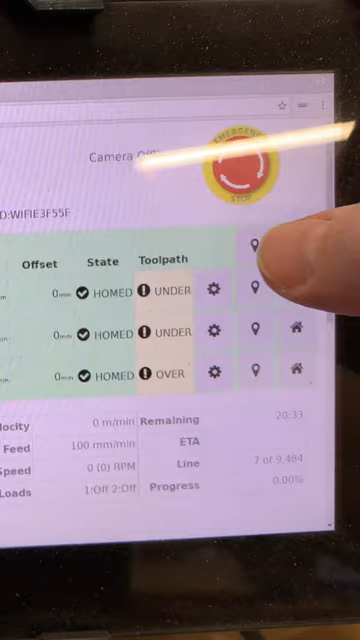 Camera
EMERGENCY
STOP
D:WIFIE3F55F
Offset State Toolpath
0mm HOMED UNDER
0mm HOMED UNDER
0mm HOMED OVER
locity 0 m/min Remaining 20:33
Feed 100 mm/min ETA
Speed 0 (0) RPM Line 7 of 9,484
Loads 1:Off 2:Off Progress 0.00%